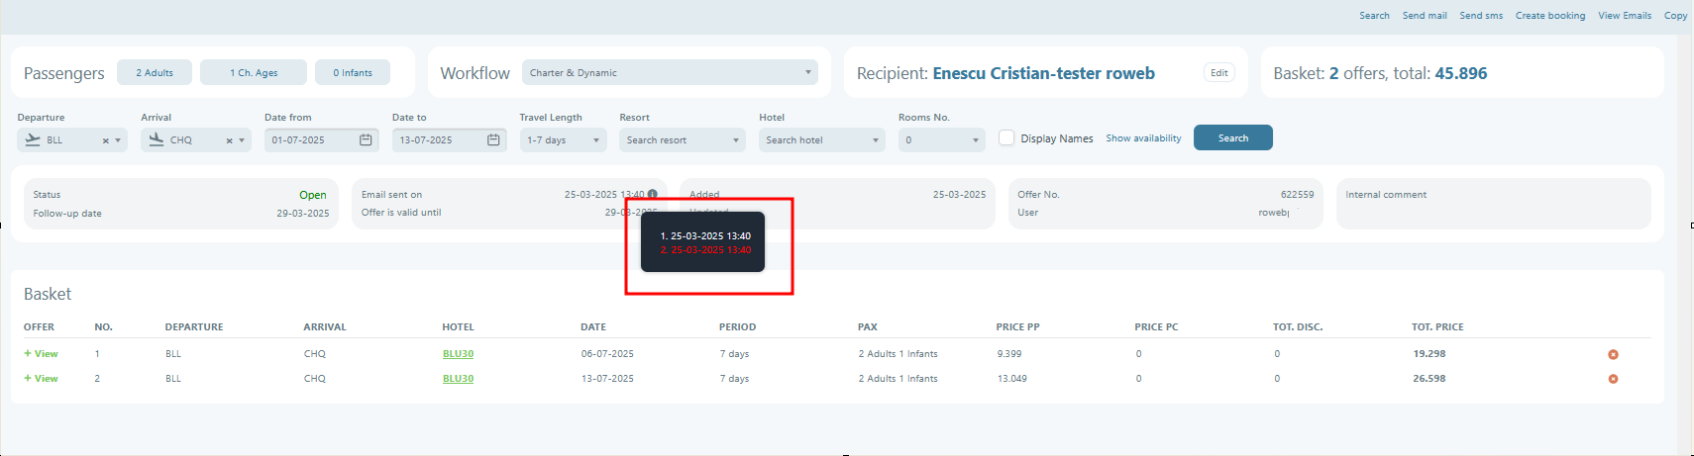 Search Send mail Send sms Create booking View Emails Copy
Passengers 2 Adults 1 Ch. Ages 0 Infants
Workflow Charter & Dynamic
Recipient: Enescu Cristian-tester roweb Edit
Basket: 2 offers, total: 45.896
Departure Arrival Date from Date to Travel Length Resort Hotel Rooms No.
BLL × CHQ × 01-07-2025 13-07-2025 1-7 days Search resort Search hotel 0 Display Names Show availability Search
Status Open
Follow-up date 29-03-2025
Email sent on 25-03-2025 13:40
Offer is valid until 29-03-2025
Added 25-03-2025
Updated
Offer No. 622559
User roweb
Internal comment
1. 25-03-2025 13:40
2. 25-03-2025 13:40
Basket
OFFER NO. DEPARTURE ARRIVAL HOTEL DATE PERIOD PAX PRICE PP PRICE PC TOT. DISC. TOT. PRICE
+ View 1 BLL CHQ BLU30 06-07-2025 7 days 2 Adults 1 Infants 9.399 0 0 19.298
+ View 2 BLL CHQ BLU30 13-07-2025 7 days 2 Adults 1 Infants 13.049 0 0 26.598